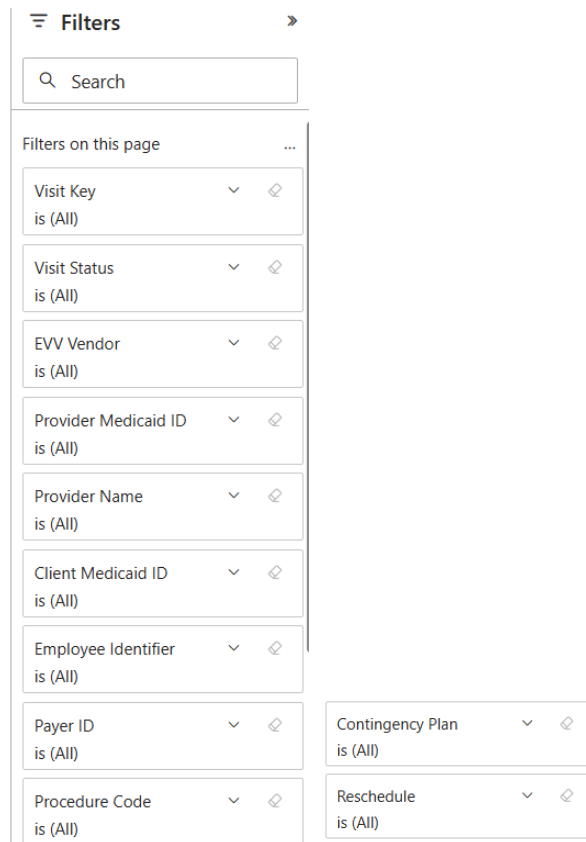 Filters
Search
Filters on this page
...
Visit Key
is (All)
Visit Status
is (All)
EVV Vendor
is (All)
Provider Medicaid ID
is (All)
Provider Name
is (All)
Client Medicaid ID
is (All)
Employee Identifier
is (All)
Payer ID
is (All)
Procedure Code
is (All)
Contingency Plan
is (All)
Reschedule
is (All)